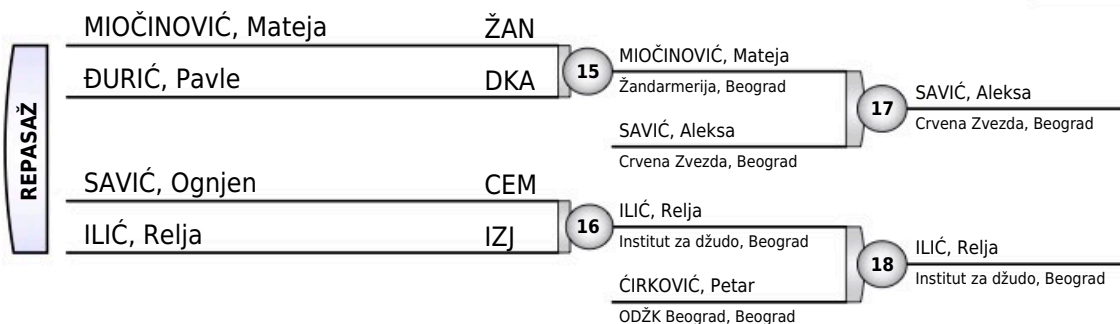 REPASAŽ
MIOČINOVIĆ, Mateja ŽAN
ĐURIĆ, Pavle DKA
SAVIĆ, Ognjen CEM
ILIĆ, Relja IZJ
15
MIOČINOVIĆ, Mateja
Žandarmerija, Beograd
SAVIĆ, Aleksa
Crvena Zvezda, Beograd
16
ILIĆ, Relja
Institut za džudo, Beograd
ĆIRKOVIĆ, Petar
ODŽK Beograd, Beograd
17
SAVIĆ, Aleksa
Crvena Zvezda, Beograd
18
ILIĆ, Relja
Institut za džudo, Beograd